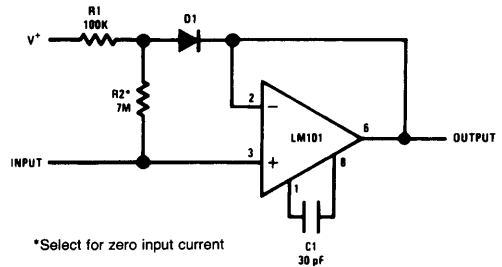 R1
100K
D1
V+
R2*
7M
2
−
LM101
6
OUTPUT
INPUT
3
+
8
1
C1
30 pF
*Select for zero input current